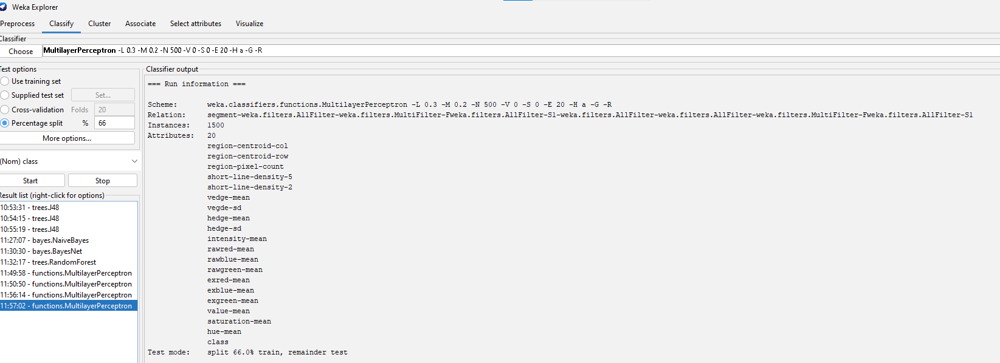 Weka Explorer
Preprocess Classify Cluster Associate Select attributes Visualize
Classifier
Choose MultilayerPerceptron -L 0.3 -M 0.2 -N 500 -V 0 -S 0 -E 20 -H a -G -R
Test options
Use training set
Supplied test set Set...
Cross-validation Folds 20
Percentage split % 66
More options...
(Nom) class
Start Stop
Result list (right-click for options)
10:53:31 - trees.J48
10:54:15 - trees.J48
10:55:19 - trees.J48
11:27:07 - bayes.NaiveBayes
11:30:30 - bayes.BayesNet
11:32:17 - trees.RandomForest
11:49:58 - functions.MultilayerPerceptron
11:50:50 - functions.MultilayerPerceptron
11:56:14 - functions.MultilayerPerceptron
11:57:02 - functions.MultilayerPerceptron
Classifier output
=== Run information ===
Scheme: weka.classifiers.functions.MultilayerPerceptron -L 0.3 -M 0.2 -N 500 -V 0 -S 0 -E 20 -H a -G -R
Relation: segment-weka.filters.AllFilter-weka.filters.MultiFilter-Fweka.filters.AllFilter-S1-weka.filters.AllFilter-weka.filters.AllFilter-weka.filters.MultiFilter-Fweka.filters.AllFilter-S1
Instances: 1500
Attributes: 20
region-centroid-col
region-centroid-row
region-pixel-count
short-line-density-5
short-line-density-2
vedge-mean
vegde-sd
hedge-mean
hedge-sd
intensity-mean
rawred-mean
rawblue-mean
rawgreen-mean
exred-mean
exblue-mean
exgreen-mean
value-mean
saturation-mean
hue-mean
class
Test mode: split 66.0% train, remainder test